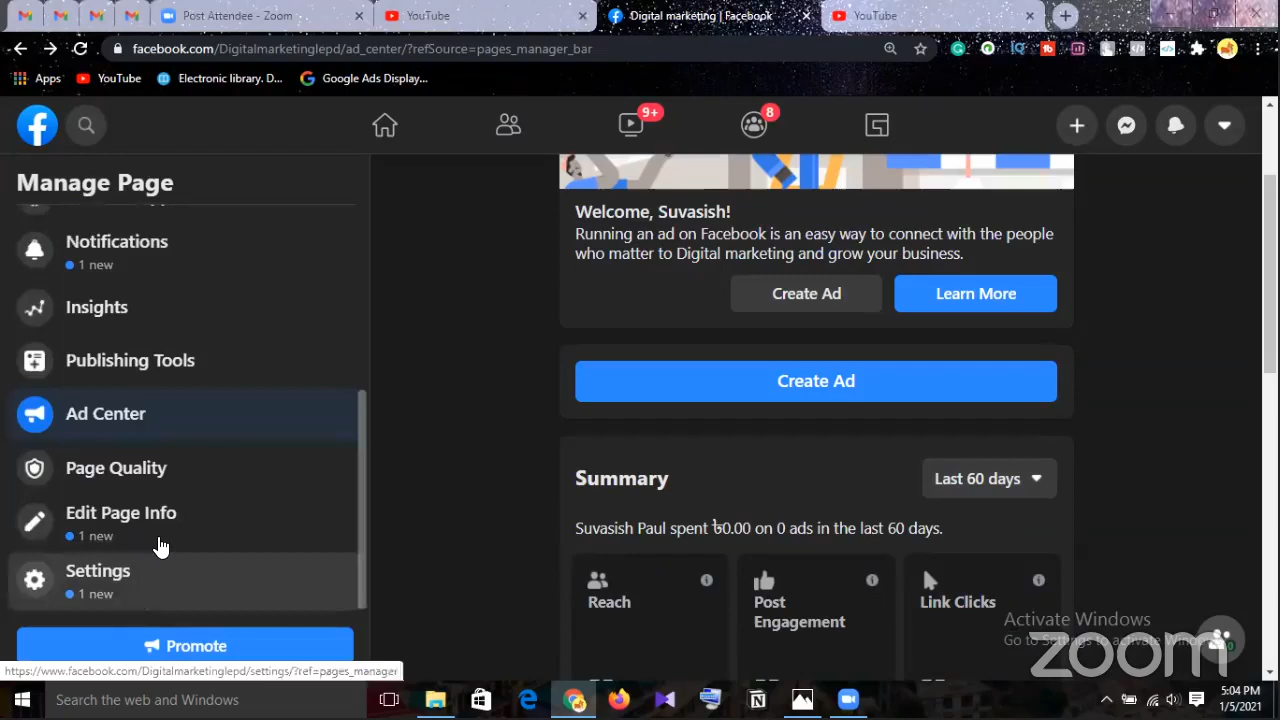 Post Attendee - Zoom
YouTube
Digital marketing | Facebook
YouTube
facebook.com/Digitalmarketinglepd/ad_center/?refSource=pages_manager_bar
Apps
YouTube
Electronic library. D...
Google Ads Display...
9+
8
Manage Page
Notifications
1 new
Insights
Publishing Tools
Ad Center
Page Quality
Edit Page Info
1 new
Settings
1 new
Promote
https://www.facebook.com/Digitalmarketinglepd/settings/?ref=pages_manager
Welcome, Suvasish!
Running an ad on Facebook is an easy way to connect with the people
who matter to Digital marketing and grow your business.
Create Ad
Learn More
Create Ad
Summary
Last 60 days
Suvasish Paul spent ৳0.00 on 0 ads in the last 60 days.
Reach
Post
Engagement
Link Clicks
Activate Windows
Go to Settings to activate Windows.
zoom
Search the web and Windows
5:04 PM
1/5/2021